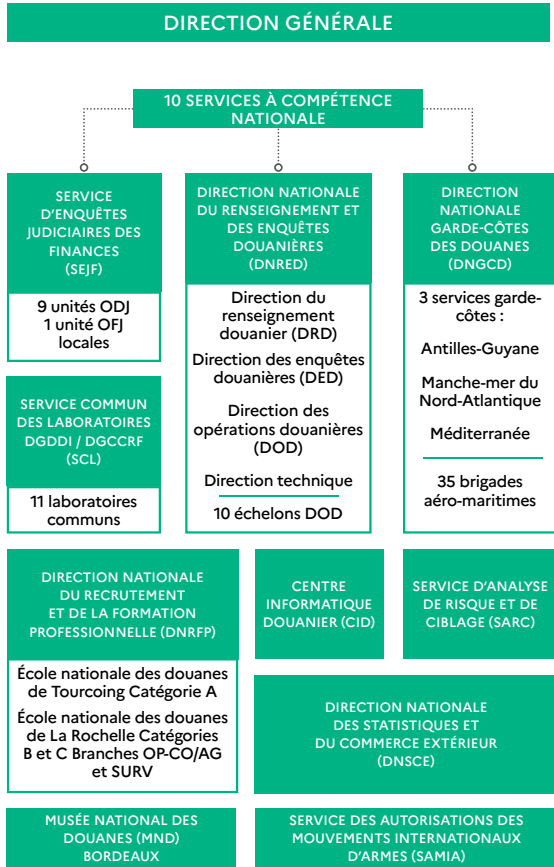 DIRECTION GÉNÉRALE
10 SERVICES À COMPÉTENCE
NATIONALE
SERVICE
D'ENQUÊTES
JUDICIAIRES DES
FINANCES
(SEJF)
9 unités ODJ
1 unité OFJ
locales
SERVICE COMMUN
DES LABORATOIRES
DGDDI / DGCCRF
(SCL)
11 laboratoires
communs
DIRECTION NATIONALE
DU RENSEIGNEMENT ET
DES ENQUÊTES
DOUANIÈRES
(DNRED)
Direction du
renseignement
douanier (DRD)
Direction des enquêtes
douanières (DED)
Direction des
opérations douanières
(DOD)
Direction technique
10 échelons DOD
DIRECTION
NATIONALE
GARDE-CÔTES
DES DOUANES
(DNGCD)
3 services garde-
côtes :
Antilles-Guyane
Manche-mer du
Nord-Atlantique
Méditerranée
35 brigades
aéro-maritimes
DIRECTION NATIONALE
DU RECRUTEMENT
ET DE LA FORMATION
PROFESSIONNELLE (DNRFP)
École nationale des douanes
de Tourcoing Catégorie A
École nationale des douanes
de La Rochelle Catégories
B et C Branches OP-CO/AG
et SURV
CENTRE
INFORMATIQUE
DOUANIER (CID)
SERVICE D'ANALYSE
DE RISQUE ET DE
CIBLAGE (SARC)
DIRECTION NATIONALE
DES STATISTIQUES ET
DU COMMERCE EXTÉRIEUR
(DNSCE)
MUSÉE NATIONAL DES
DOUANES (MND)
BORDEAUX
SERVICE DES AUTORISATIONS DES
MOUVEMENTS INTERNATIONAUX
D'ARMES (SAMIA)